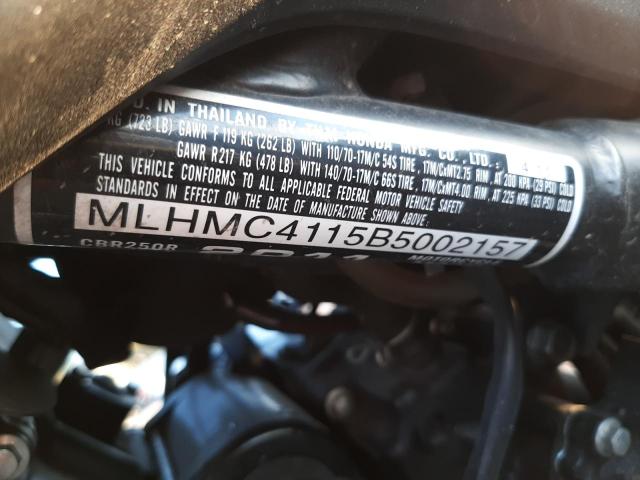 D. IN THAILAND. BY THAI HONDA MFG. CO., LTD.
KG (723 LB) GAWR F 119 KG (262 LB) WITH 110/70-17M/C 54S TIRE, 17M/CxMT2.75 RIM, AT 200 KPA (29 PSI) COLD
GAWR R217 KG (478 LB) WITH 140/70-17M/C 66S TIRE, 17M/CxMT4.00 RIM, AT 225 KPA (33 PSI) COLD
THIS VEHICLE CONFORMS TO ALL APPLICABLE FEDERAL MOTOR VEHICLE SAFETY
STANDARDS IN EFFECT ON THE DATE OF MANUFACTURE SHOWN ABOVE.
MLHMC4115B5002157
CBR250R 2011